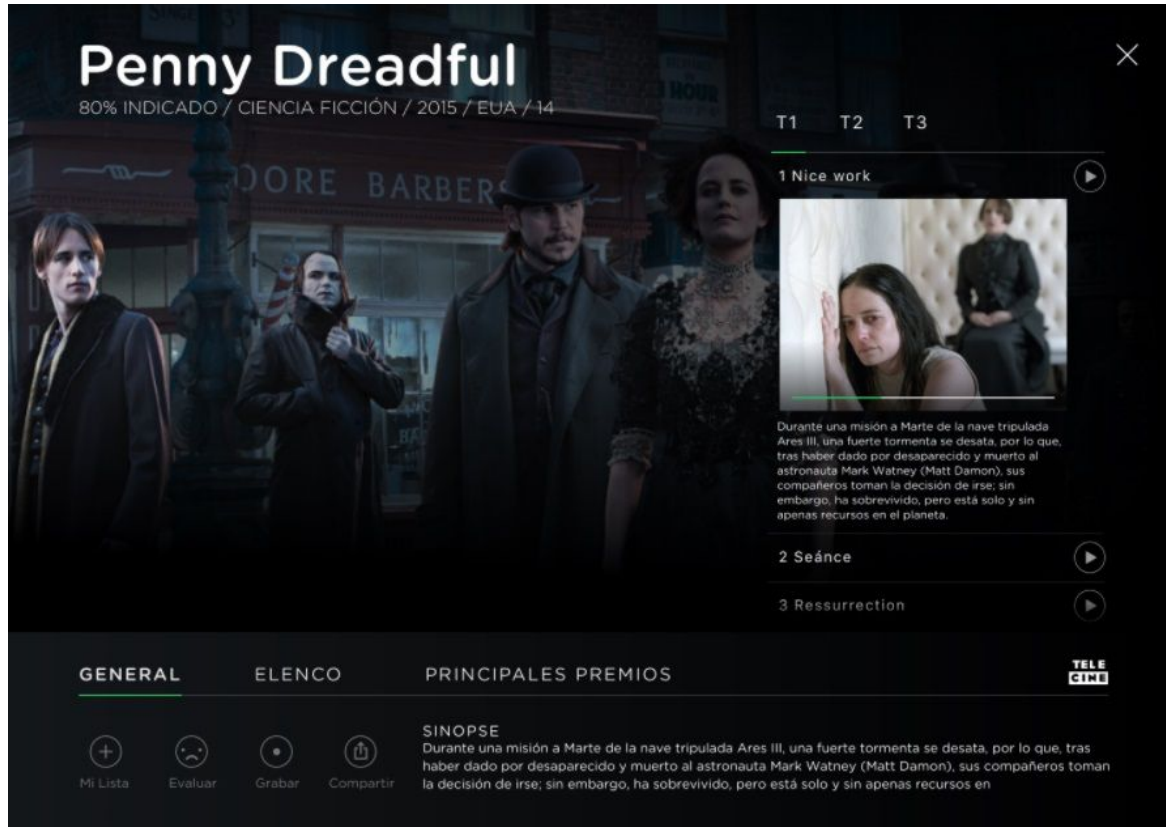 Penny Dreadful
80% INDICADO / CIENCIA FICCIÓN / 2015 / EUA / 14
HOUR
OORE BARBERS
T1 T2 T3
1 Nice work
Durante una misión a Marte de la nave tripulada
Ares III, una fuerte tormenta se desata, por lo que,
tras haber dado por desaparecido y muerto al
astronauta Mark Watney (Matt Damon), sus
compañeros toman la decisión de irse; sin
embargo, ha sobrevivido, pero está solo y sin
apenas recursos en el planeta.
2 Seánce
3 Ressurrection
GENERAL ELENCO PRINCIPALES PREMIOS
TELE
CINE
Mi Lista Evaluar Grabar Compartir
SINOPSE
Durante una misión a Marte de la nave tripulada Ares III, una fuerte tormenta se desata, por lo que, tras
haber dado por desaparecido y muerto al astronauta Mark Watney (Matt Damon), sus compañeros toman
la decisión de irse; sin embargo, ha sobrevivido, pero está solo y sin apenas recursos en